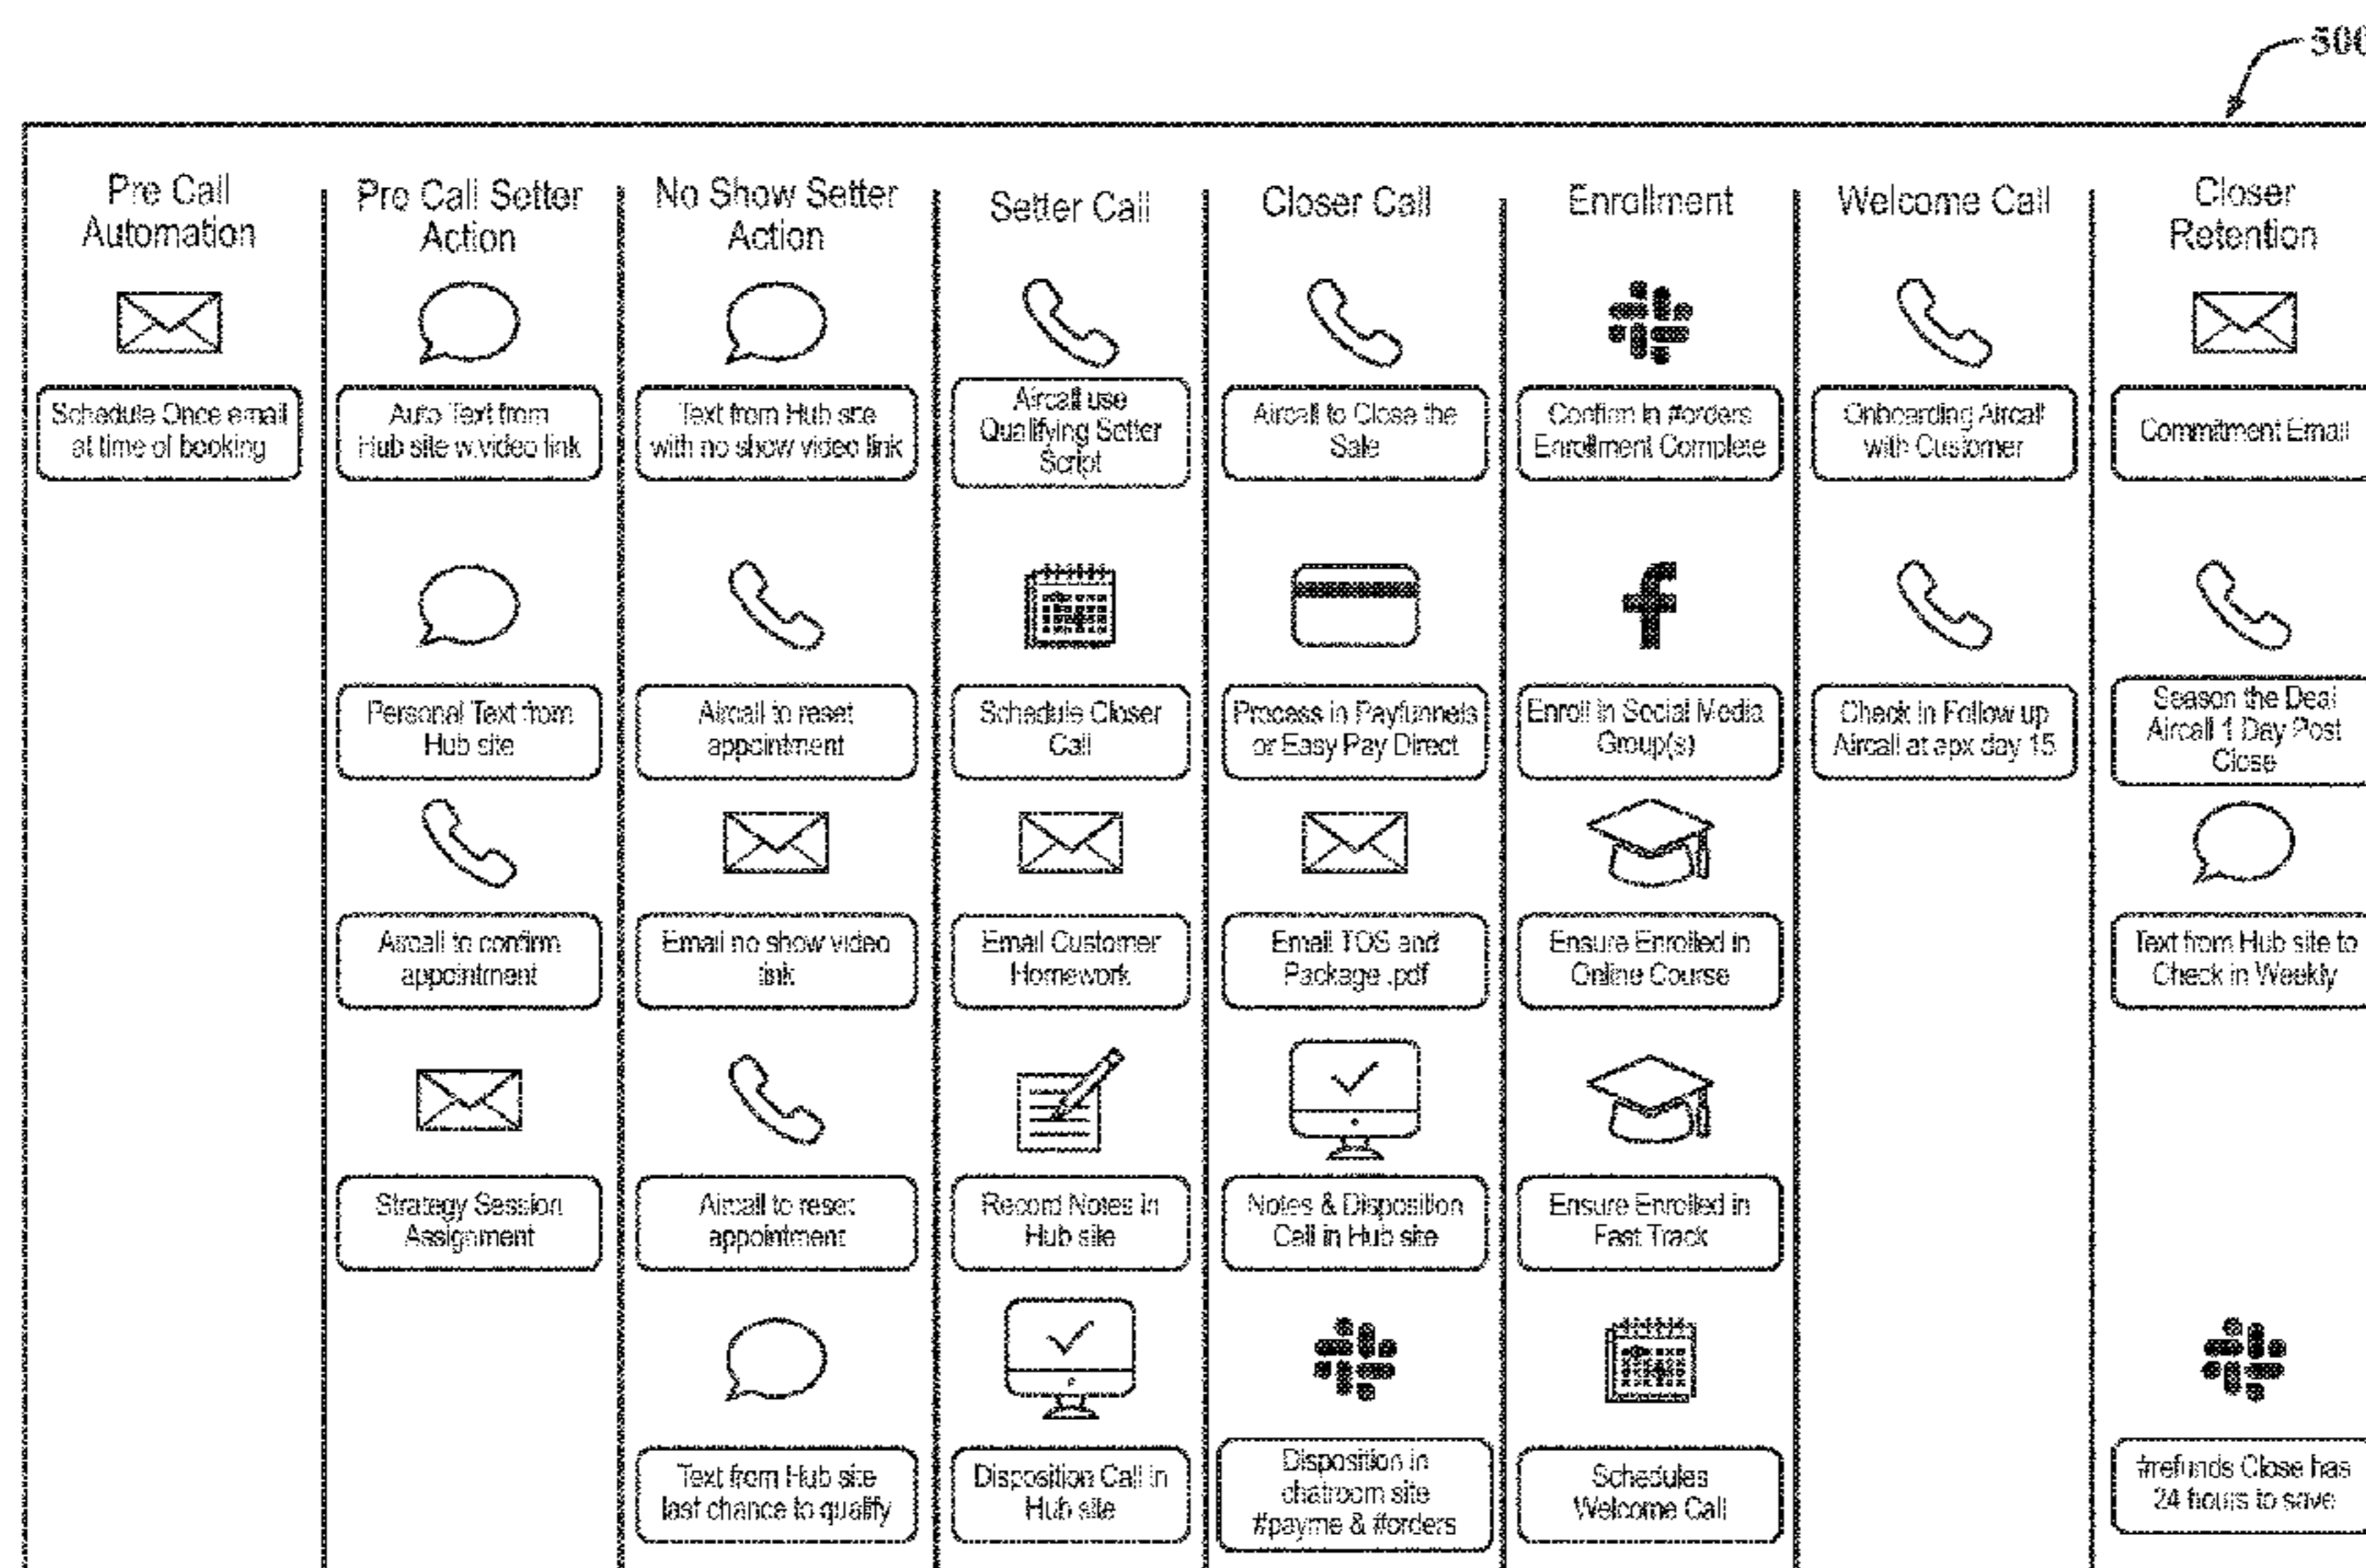 500
Pre Call
Automation
Pre Call Setter
Action
No Show Setter
Action
Setter Call
Closer Call
Enrollment
Welcome Call
Closer
Retention
Schedule Once email
at time of booking
Auto Text from
Hub site w.video link
Text from Hub site
with no show video link
Aircall use
Qualifying Setter
Script
Aircall to Close the
Sale
Confirm in #orders
Enrollment Complete
Onboarding Aircall
with Customer
Commitment Email
Personal Text from
Hub site
Aircall to reset
appointment
Schedule Closer
Call
Process in Payfunnels
or Easy Pay Direct
Enroll in Social Media
Group(s)
Check in Follow up
Aircall at apx day 15
Season the Deal
Aircall 1 Day Post
Close
Aircall to confirm
appointment
Email no show video
link
Email Customer
Homework
Email TOS and
Package .pdf
Ensure Enrolled in
Online Course
Text from Hub site to
Check in Weekly
Strategy Session
Assignment
Aircall to reset
appointment
Record Notes in
Hub site
Notes & Disposition
Call in Hub site
Ensure Enrolled in
Fast Track
Text from Hub site
last chance to qualify
Disposition Call in
Hub site
Disposition in
chatroom site
#payme & #orders
Schedules
Welcome Call
#refunds Close has
24 hours to save